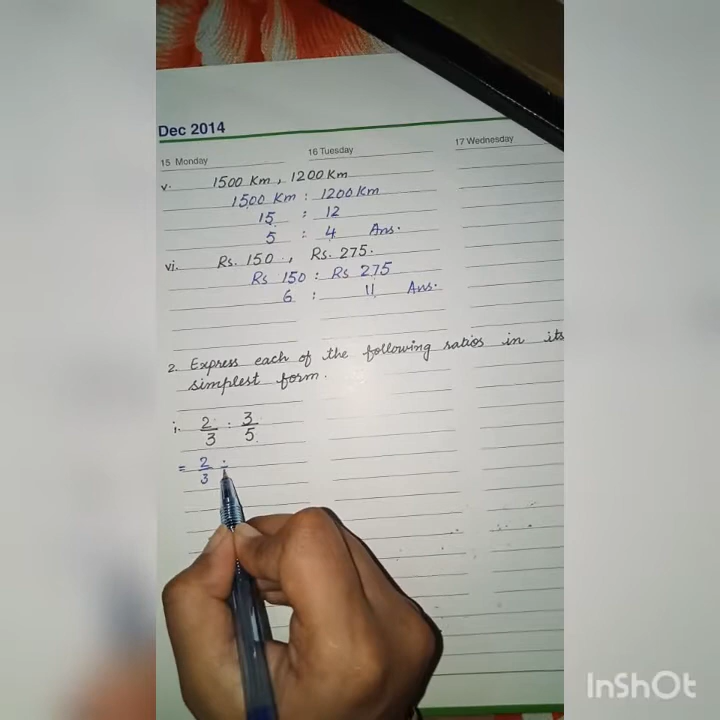 Dec 2014
15 Monday 16 Tuesday 17 Wednesday
v. 1500 Km , 1200 Km
1500 Km : 1200 Km
15 : 12
5 : 4 Ans.
vi. Rs. 150 , Rs. 275.
Rs 150 : Rs 275
6 : 11 Ans.
2. Express each of the following ratios in its
simplest form.
i. 2/3 : 3/5
= 2/3 :
InShOt